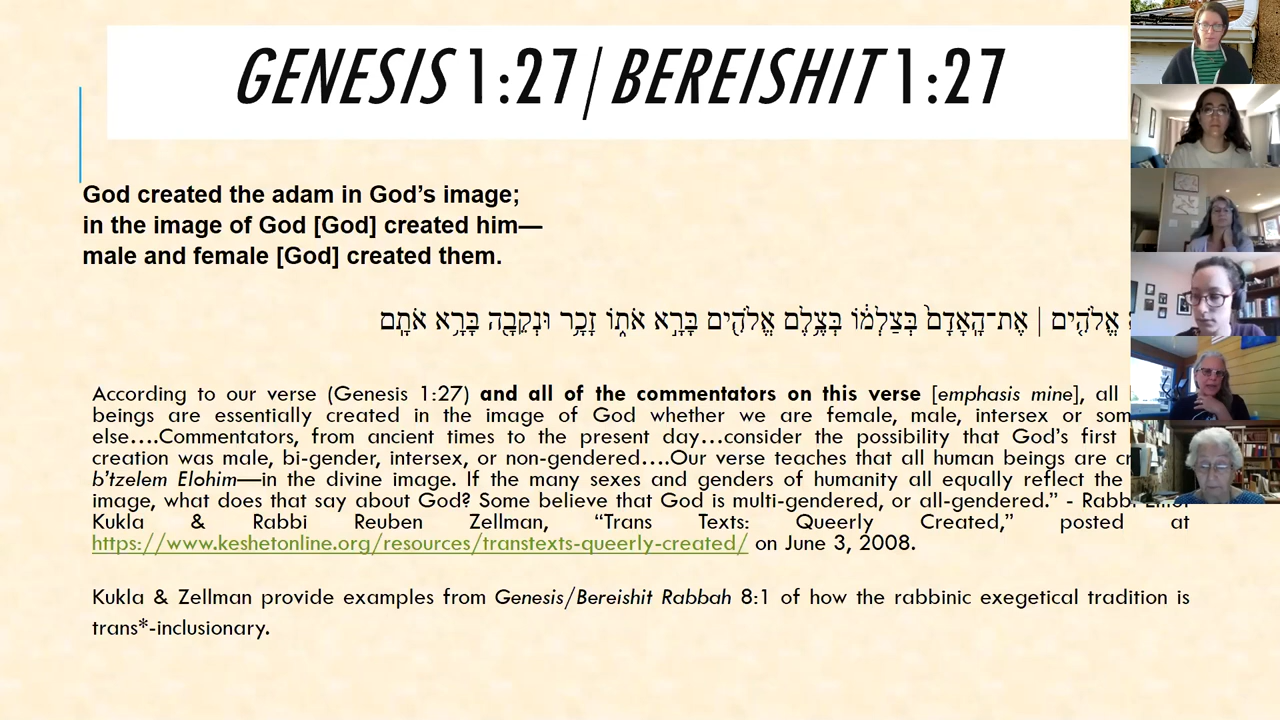 GENESIS 1:27/ BEREISHIT 1:27
God created the adam in God’s image;
in the image of God [God] created him—
male and female [God] created them.
אֱלֹהִ֤ים ׀ אֶת־הָֽאָדָם֙ בְּצַלְמ֔וֹ בְּצֶ֥לֶם אֱלֹהִ֖ים בָּרָ֣א אֹת֑וֹ זָכָ֥ר וּנְקֵבָ֖ה בָּרָ֥א אֹתָֽם
According to our verse (Genesis 1:27) and all of the commentators on this verse [emphasis mine], all
beings are essentially created in the image of God whether we are female, male, intersex or
else….Commentators, from ancient times to the present day…consider the possibility that God’s first
creation was male, bi-gender, intersex, or non-gendered….Our verse teaches that all human beings are
b’tzelem Elohim—in the divine image. If the many sexes and genders of humanity all equally reflect the
image, what does that say about God? Some believe that God is multi-gendered, or all-gendered.” -
Kukla & Rabbi Reuben Zellman, “Trans Texts: Queerly Created,” posted at
https://www.keshetonline.org/resources/transtexts-queerly-created/ on June 3, 2008.
Kukla & Zellman provide examples from Genesis/Bereishit Rabbah 8:1 of how the rabbinic exegetical tradition is
trans*-inclusionary.